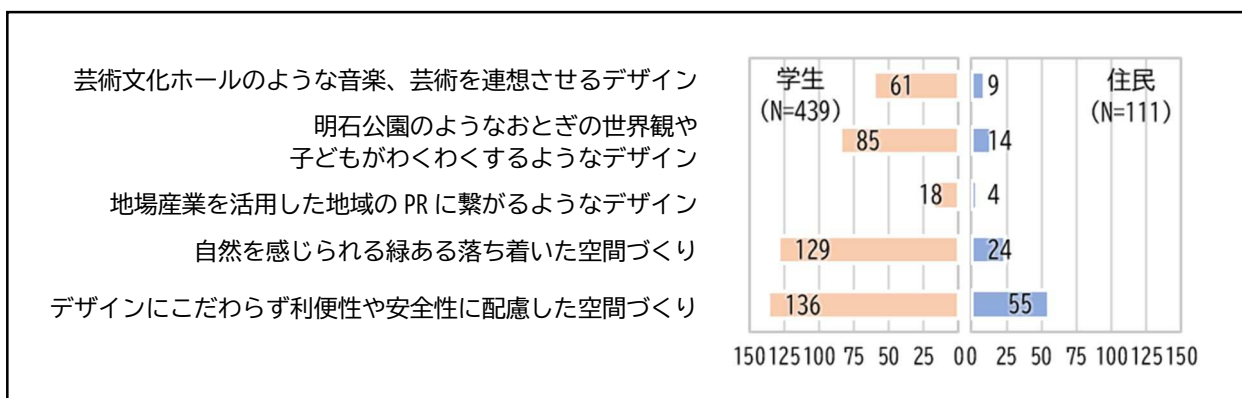 芸術文化ホールのような音楽、芸術を連想させるデザイン
明石公園のようなおとぎの世界観や
子どもがわくわくするようなデザイン
地場産業を活用した地域の PR に繋がるようなデザイン
自然を感じられる緑ある落ち着いた空間づくり
デザインにこだわらず利便性や安全性に配慮した空間づくり
学生
(N=439)
61
85
18
129
136
住民
(N=111)
9
14
4
24
55
150 125 100 75 50 25 0 0 25 50 75 100 125 150